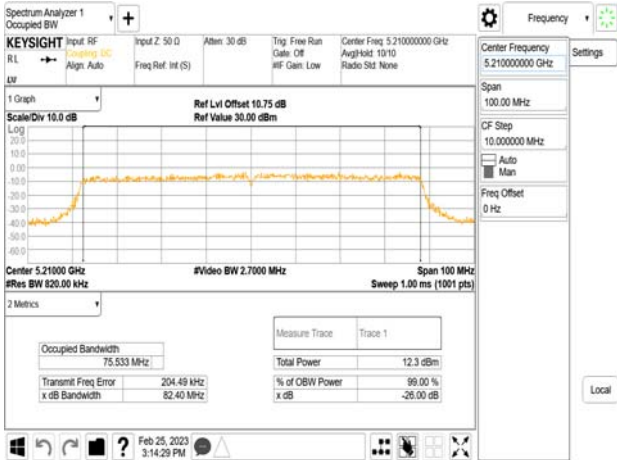 Spectrum Analyzer 1
Occupied BW
Frequency
KEYSIGHT
Input: RF
Coupling: DC
Align: Auto
Input Z: 50 Ω
Freq Ref: Int (S)
Atten: 30 dB
Trig: Free Run
Gate: Off
#IF Gain: Low
Center Freq: 5.210000000 GHz
Avg|Hold: 10/10
Radio Std: None
RL
Center Frequency
5.210000000 GHz
Settings
Span
100.00 MHz
CF Step
10.000000 MHz
Auto
Man
Freq Offset
0 Hz
Local
1 Graph
Scale/Div 10.0 dB
Ref Lvl Offset 10.75 dB
Ref Value 30.00 dBm
Log
20.0
10.0
0.00
-10.0
-20.0
-30.0
-40.0
-50.0
-60.0
Center 5.21000 GHz
#Video BW 2.7000 MHz
Span 100 MHz
#Res BW 820.00 kHz
Sweep 1.00 ms (1001 pts)
2 Metrics
Measure Trace
Trace 1
Occupied Bandwidth
75.533 MHz
Total Power
12.3 dBm
Transmit Freq Error
204.49 kHz
% of OBW Power
99.00 %
x dB Bandwidth
82.40 MHz
x dB
-26.00 dB
Feb 25, 2023
3:14:29 PM